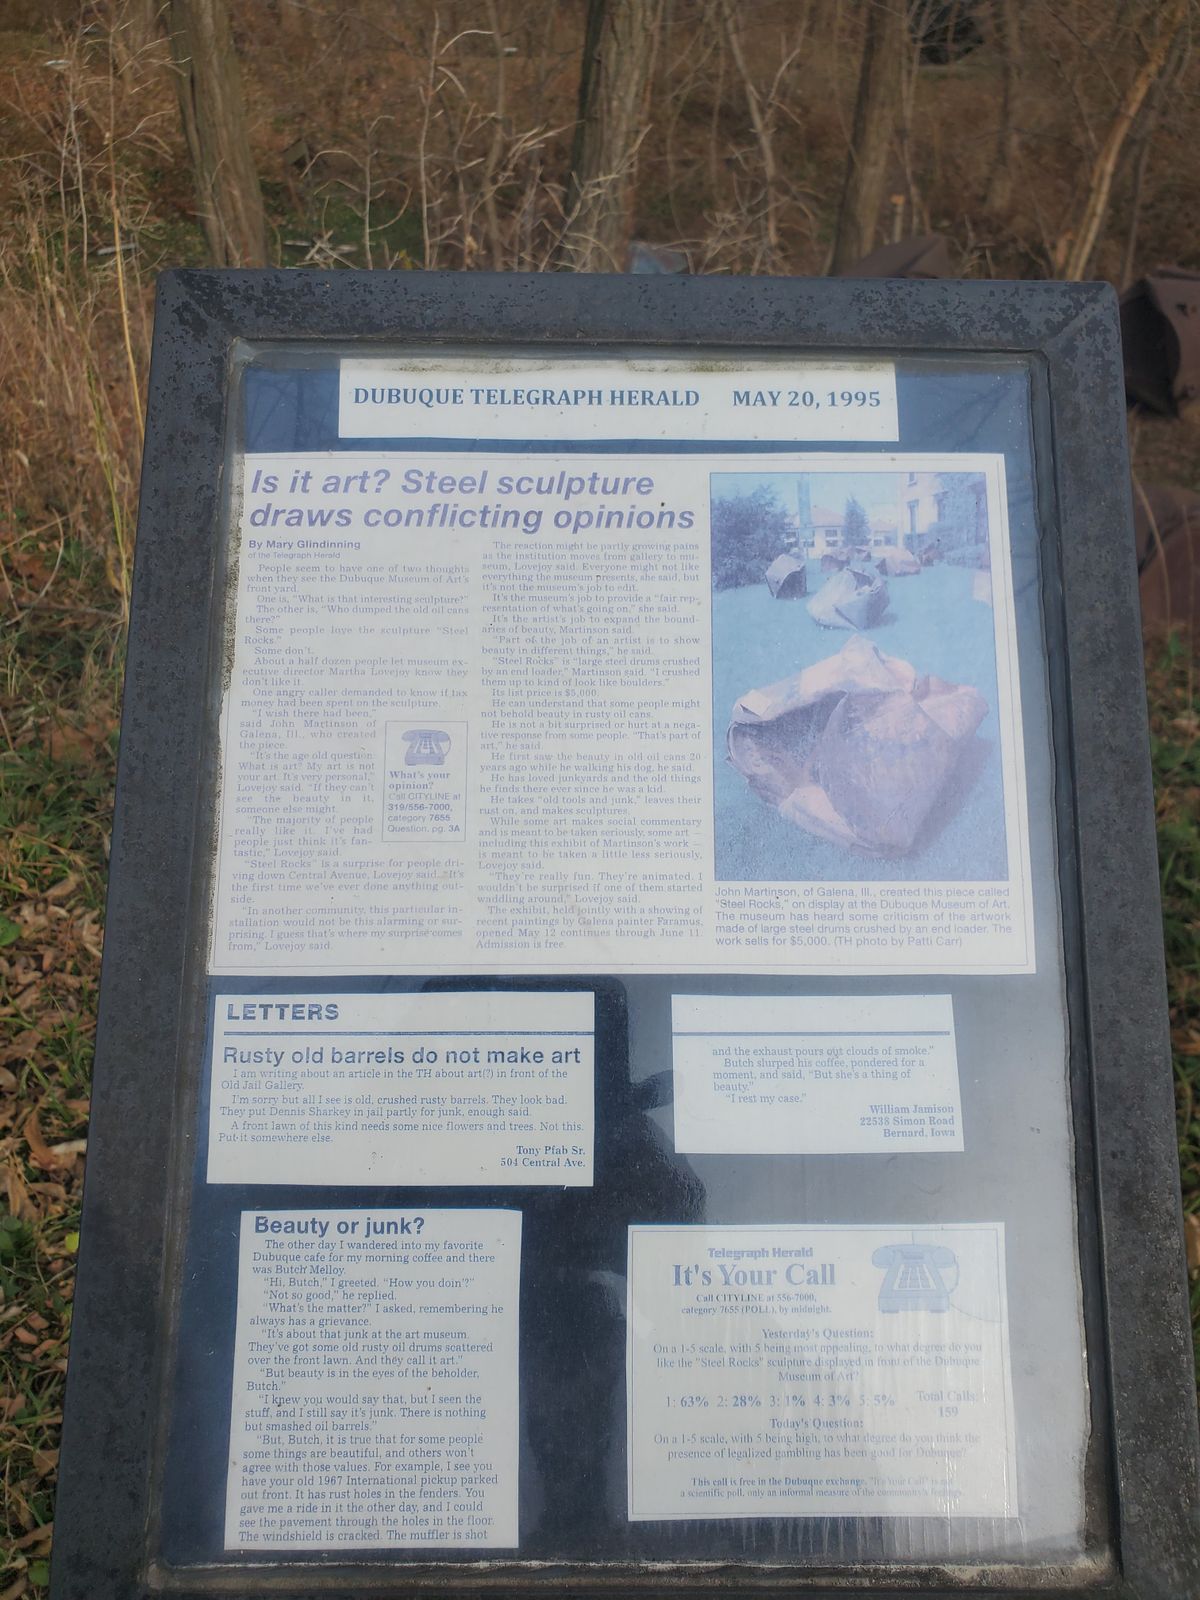 DUBUQUE TELEGRAPH HERALD MAY 20, 1995
Is it art? Steel sculpture
draws conflicting opinions
By Mary Glindinning
of the Telegraph Herald
People seem to have one of two thoughts
when they see the Dubuque Museum of Art's
front yard.
One is, "What is that interesting sculpture?"
The other is, "Who dumped the old oil cans
there?"
Some people love the sculpture "Steel
Rocks."
Some don't.
About a half dozen people let museum ex-
ecutive director Martha Lovejoy know they
don't like it.
One angry caller demanded to know if tax
money had been spent on the sculpture.
"I wish there had been,"
said John Martinson of
Galena, Ill., who created
the piece.
"It's the age old question:
What is art? My art is not
your art. It's very personal,"
Lovejoy said. "If they can't
see the beauty in it,
someone else might.
"The majority of people
really like it. I've had
people just think it's fan-
tastic," Lovejoy said.
"Steel Rocks" is a surprise for people dri-
ving down Central Avenue, Lovejoy said. "It's
the first time we've ever done anything out-
side.
"In another community, this particular in-
stallation would not be this alarming or sur-
prising. I guess that's where my surprise comes
from," Lovejoy said.
What's your
opinion?
Call CITYLINE at
319/556-7000,
category 7655
Question, pg. 3A
The reaction might be partly growing pains
as the institution moves from gallery to mu-
seum, Lovejoy said. Everyone might not like
everything the museum presents, she said, but
it's not the museum's job to edit.
It's the museum's job to provide a "fair rep-
resentation of what's going on," she said.
It's the artist's job to expand the bound-
aries of beauty, Martinson said.
"Part of the job of an artist is to show
beauty in different things," he said.
"Steel Rocks" is "large steel drums crushed
by an end loader," Martinson said. "I crushed
them up to kind of look like boulders."
Its list price is $5,000.
He can understand that some people might
not behold beauty in rusty oil cans.
He is not a bit surprised or hurt at a nega-
tive response from some people. "That's part of
art," he said.
He first saw the beauty in old oil cans 20
years ago while he walking his dog, he said.
He has loved junkyards and the old things
he finds there ever since he was a kid.
He takes "old tools and junk," leaves their
rust on, and makes sculptures.
While some art makes social commentary
and is meant to be taken seriously, some art —
including this exhibit of Martinson's work —
is meant to be taken a little less seriously,
Lovejoy said.
"They're really fun. They're animated. I
wouldn't be surprised if one of them started
waddling around," Lovejoy said.
The exhibit, held jointly with a showing of
recent paintings by Galena painter Faramus,
opened May 12 continues through June 11.
Admission is free.
John Martinson, of Galena, Ill., created this piece called
"Steel Rocks," on display at the Dubuque Museum of Art.
The museum has heard some criticism of the artwork
made of large steel drums crushed by an end loader. The
work sells for $5,000. (TH photo by Patti Carr)
LETTERS
Rusty old barrels do not make art
I am writing about an article in the TH about art(?) in front of the
Old Jail Gallery.
I'm sorry but all I see is old, crushed rusty barrels. They look bad.
They put Dennis Sharkey in jail partly for junk, enough said.
A front lawn of this kind needs some nice flowers and trees. Not this.
Put it somewhere else.
Tony Pfab Sr.
504 Central Ave.
Beauty or junk?
The other day I wandered into my favorite
Dubuque cafe for my morning coffee and there
was Butch Melloy.
"Hi, Butch," I greeted. "How you doin'?"
"Not so good," he replied.
"What's the matter?" I asked, remembering he
always has a grievance.
"It's about that junk at the art museum.
They've got some old rusty oil drums scattered
over the front lawn. And they call it art."
"But beauty is in the eyes of the beholder,
Butch."
"I knew you would say that, but I seen the
stuff, and I still say it's junk. There is nothing
but smashed oil barrels."
"But, Butch, it is true that for some people
some things are beautiful, and others won't
agree with those values. For example, I see you
have your old 1967 International pickup parked
out front. It has rust holes in the fenders. You
gave me a ride in it the other day, and I could
see the pavement through the holes in the floor.
The windshield is cracked. The muffler is shot
and the exhaust pours out clouds of smoke."
Butch slurped his coffee, pondered for a
moment, and said, "But she's a thing of
beauty."
"I rest my case."
William Jamison
22538 Simon Road
Bernard, Iowa
Telegraph Herald
It's Your Call
Call CITYLINE at 556-7000,
category 7655 (POLL), by midnight.
Yesterday's Question:
On a 1-5 scale, with 5 being most appealing, to what degree do you
like the "Steel Rocks" sculpture displayed in front of the Dubuque
Museum of Art?
1: 63% 2: 28% 3: 1% 4: 3% 5: 5% Total Calls:
159
Today's Question:
On a 1-5 scale, with 5 being high, to what degree do you think the
presence of legalized gambling has been good for Dubuque?
This call is free in the Dubuque exchange. "It's Your Call" is not
a scientific poll, only an informal measure of the community's feelings.